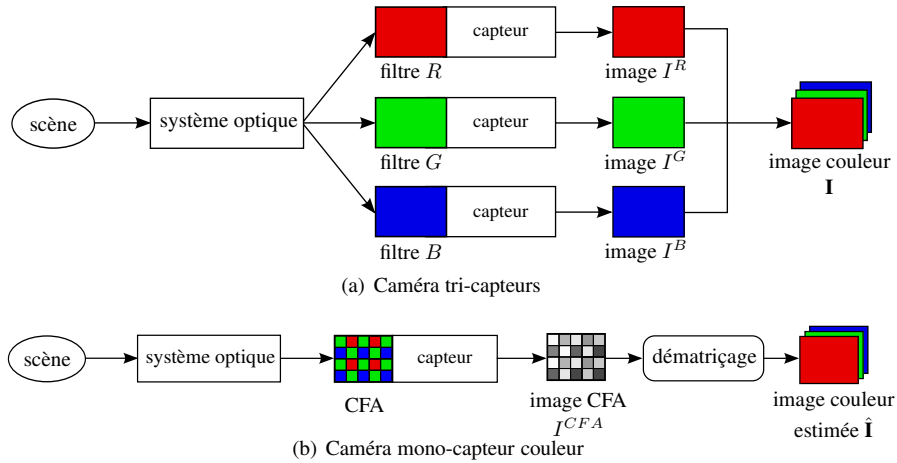 capteur
filtre R
image I^R
scène
système optique
capteur
filtre G
image I^G
image couleur
I
capteur
filtre B
image I^B
(a) Caméra tri-capteurs
scène
système optique
capteur
dématriçage
CFA
image CFA
I^{CFA}
image couleur
estimée Î
(b) Caméra mono-capteur couleur